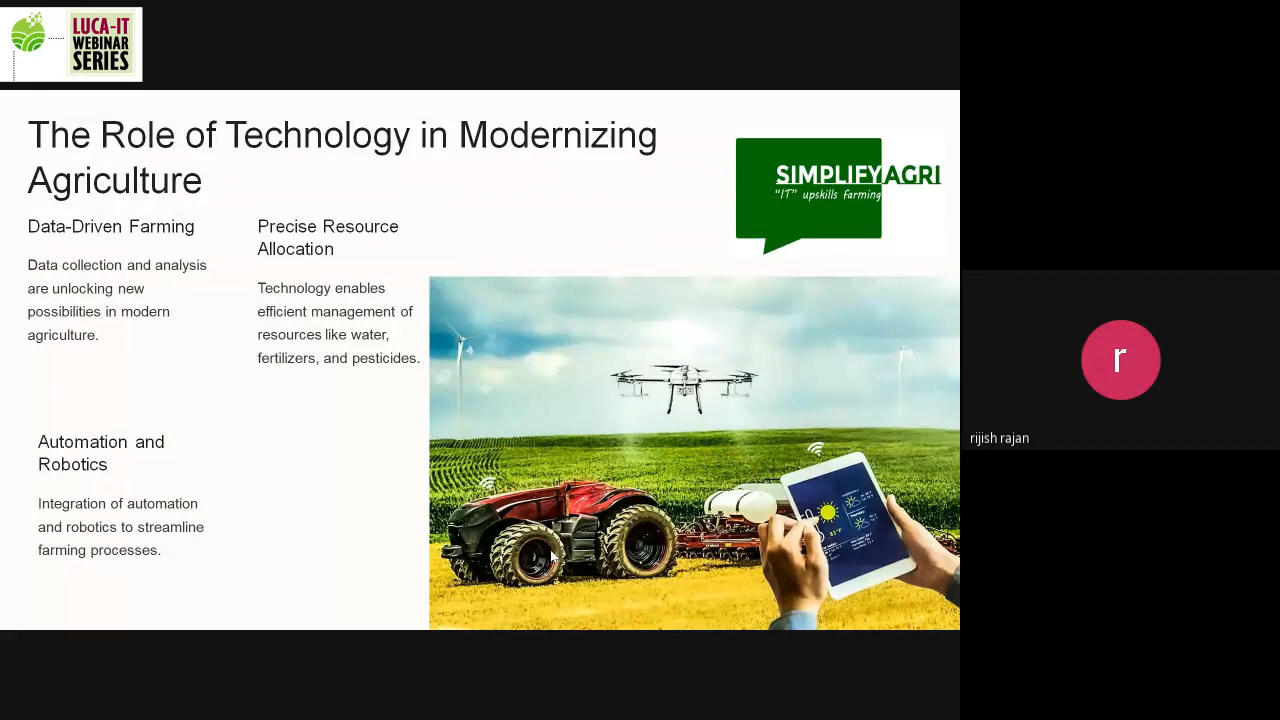 LUCA-IT
WEBINAR
SERIES
The Role of Technology in Modernizing
Agriculture
SIMPLIFYAGRI
“IT” upskills farming
Data-Driven Farming
Data collection and analysis
are unlocking new
possibilities in modern
agriculture.
Precise Resource
Allocation
Technology enables
efficient management of
resources like water,
fertilizers, and pesticides.
Automation and
Robotics
Integration of automation
and robotics to streamline
farming processes.
r
rijish rajan